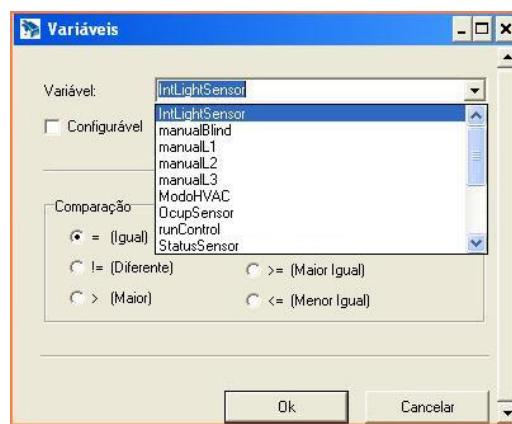 Variáveis
Variável:
IntLightSensor
Configurável
IntLightSensor
manualBlind
manualL1
manualL2
manualL3
ModoHVAC
OcupSensor
runControl
StatusSensor
Comparação
= (Igual)
!= (Diferente)
>= (Maior Igual)
> (Maior)
<= (Menor Igual)
Ok
Cancelar